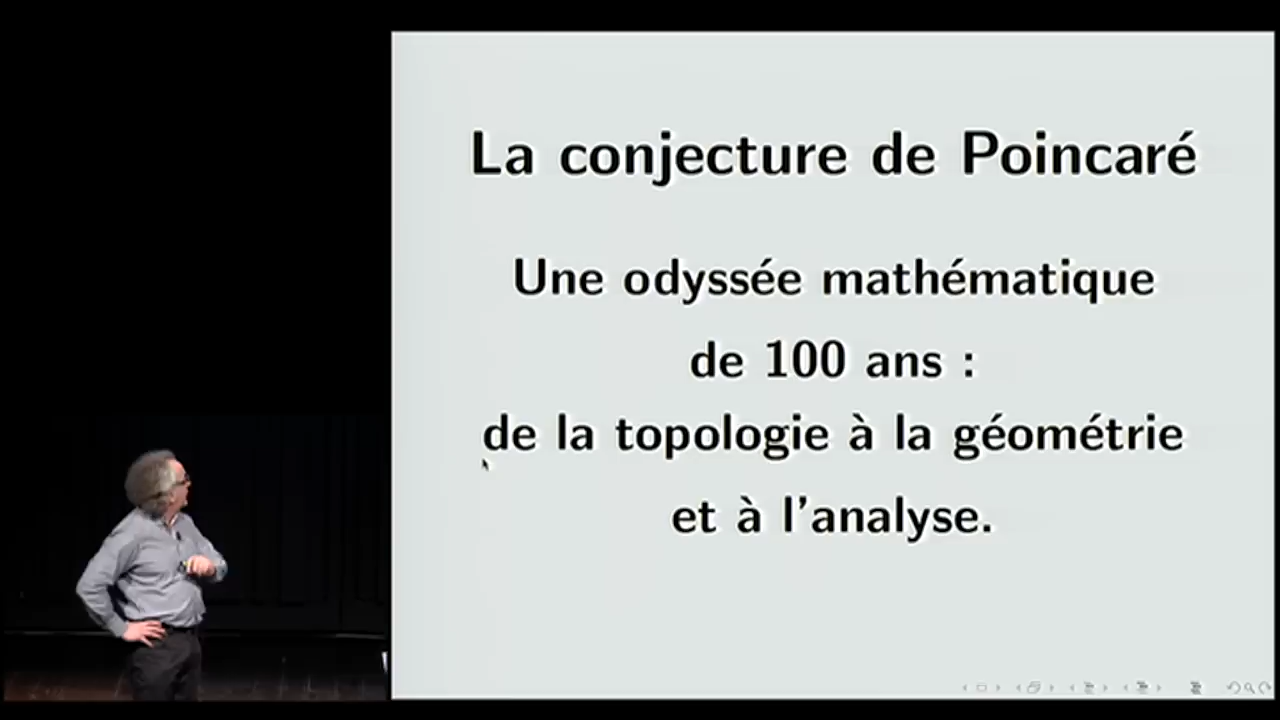 La conjecture de Poincaré
Une odyssée mathématique
de 100 ans :
de la topologie à la géométrie
et à l'analyse.